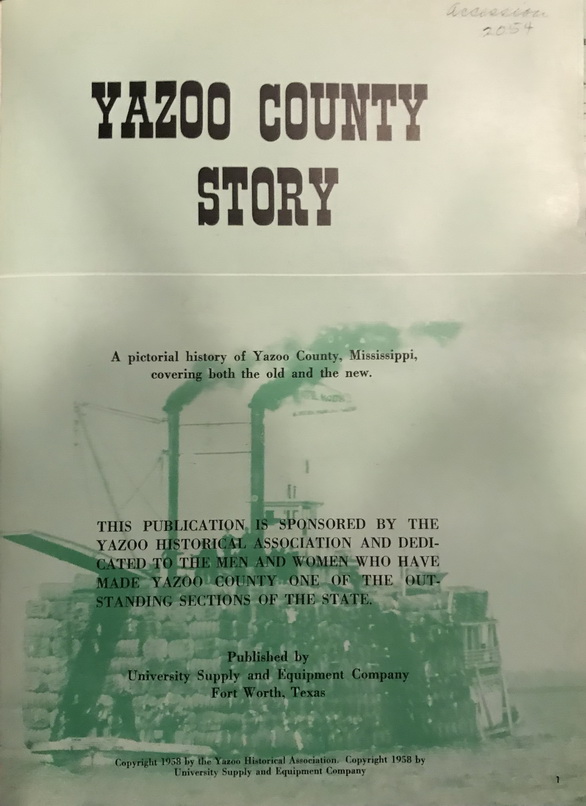 Accession
2054
YAZOO COUNTY
STORY
A pictorial history of Yazoo County, Mississippi,
covering both the old and the new.
THIS PUBLICATION IS SPONSORED BY THE
YAZOO HISTORICAL ASSOCIATION AND DEDI-
CATED TO THE MEN AND WOMEN WHO HAVE
MADE YAZOO COUNTY ONE OF THE OUT-
STANDING SECTIONS OF THE STATE.
Published by
University Supply and Equipment Company
Fort Worth, Texas
Copyright 1958 by the Yazoo Historical Association. Copyright 1958 by
University Supply and Equipment Company
1